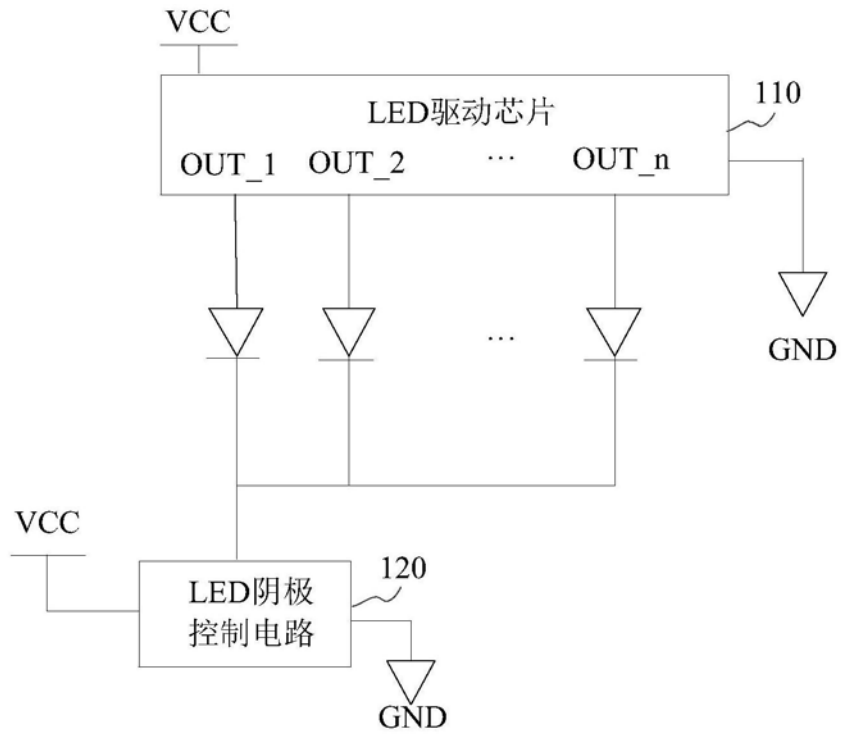 VCC
LED驱动芯片
110
OUT_1 OUT_2 ... OUT_n
...
GND
VCC
120
LED阴极
控制电路
GND